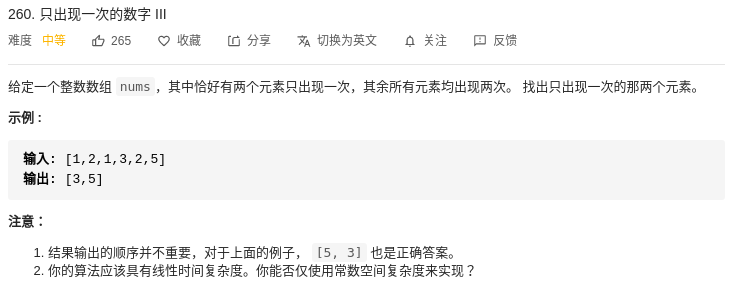 260. 只出现一次的数字 III
难度 中等 265 收藏 分享 切换为英文 关注 反馈
给定一个整数数组 nums，其中恰好有两个元素只出现一次，其余所有元素均出现两次。 找出只出现一次的那两个元素。
示例 :
输入: [1,2,1,3,2,5]
输出: [3,5]
注意：
1. 结果输出的顺序并不重要，对于上面的例子， [5, 3] 也是正确答案。
2. 你的算法应该具有线性时间复杂度。你能否仅使用常数空间复杂度来实现？